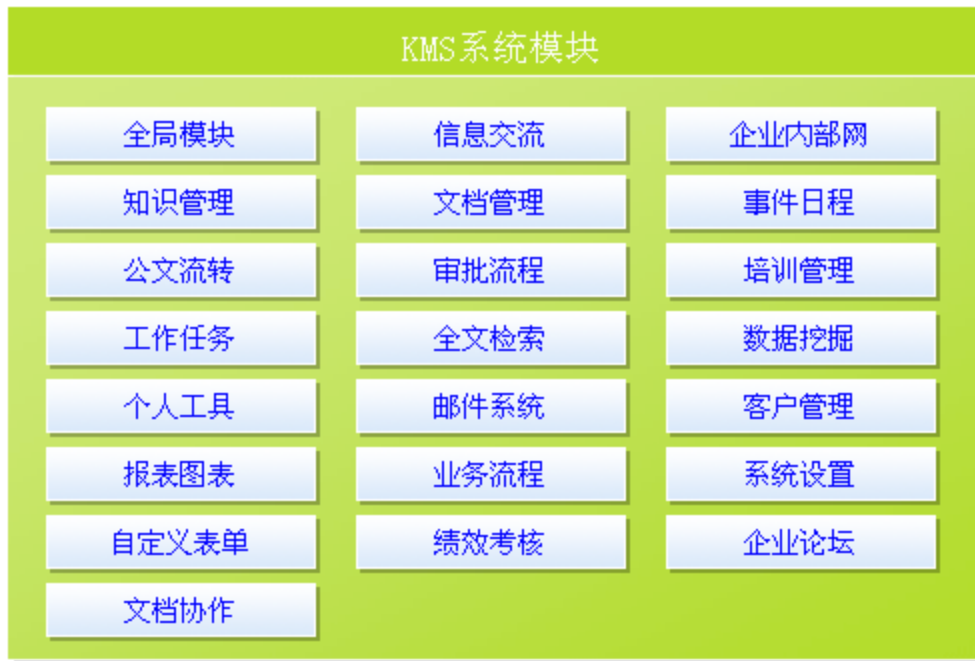 KMS系统模块
全局模块 信息交流 企业内部网
知识管理 文档管理 事件日程
公文流转 审批流程 培训管理
工作任务 全文检索 数据挖掘
个人工具 邮件系统 客户管理
报表图表 业务流程 系统设置
自定义表单 绩效考核 企业论坛
文档协作